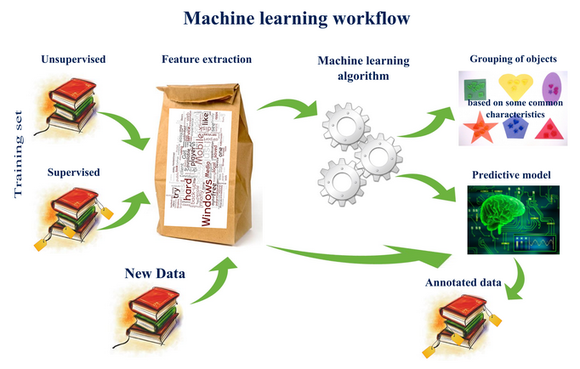 Machine learning workflow
Unsupervised
Feature extraction
Machine learning
algorithm
Grouping of objects
based on some common
characteristics
Training set
Supervised
Predictive model
New Data
Annotated data
try
hard
Windows
Mobile
like
one